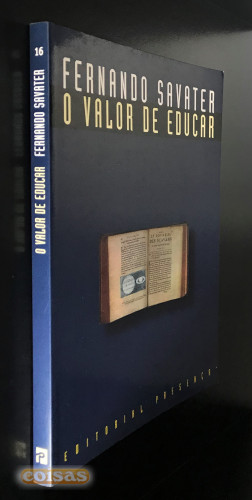 16
FERNANDO SAVATER
O VALOR DE EDUCAR
FERNANDO SAVATER
O VALOR DE EDUCAR
EDITORIAL PRESENÇA
coisas